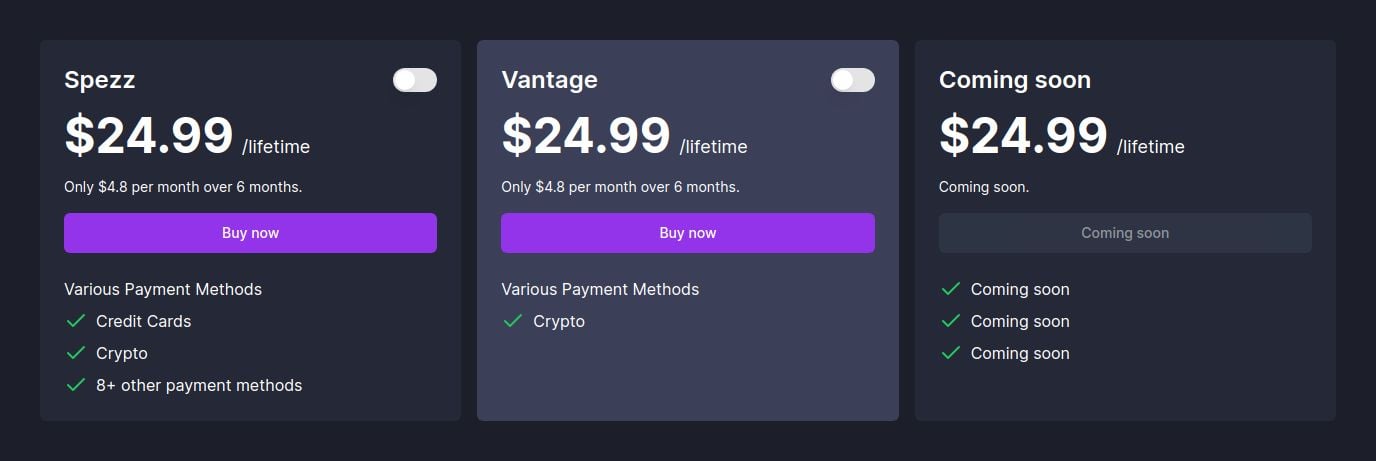 Spezz
$24.99 /lifetime
Only $4.8 per month over 6 months.
Buy now
Various Payment Methods
Credit Cards
Crypto
8+ other payment methods
Vantage
$24.99 /lifetime
Only $4.8 per month over 6 months.
Buy now
Various Payment Methods
Crypto
Coming soon
$24.99 /lifetime
Coming soon.
Coming soon
Coming soon
Coming soon
Coming soon